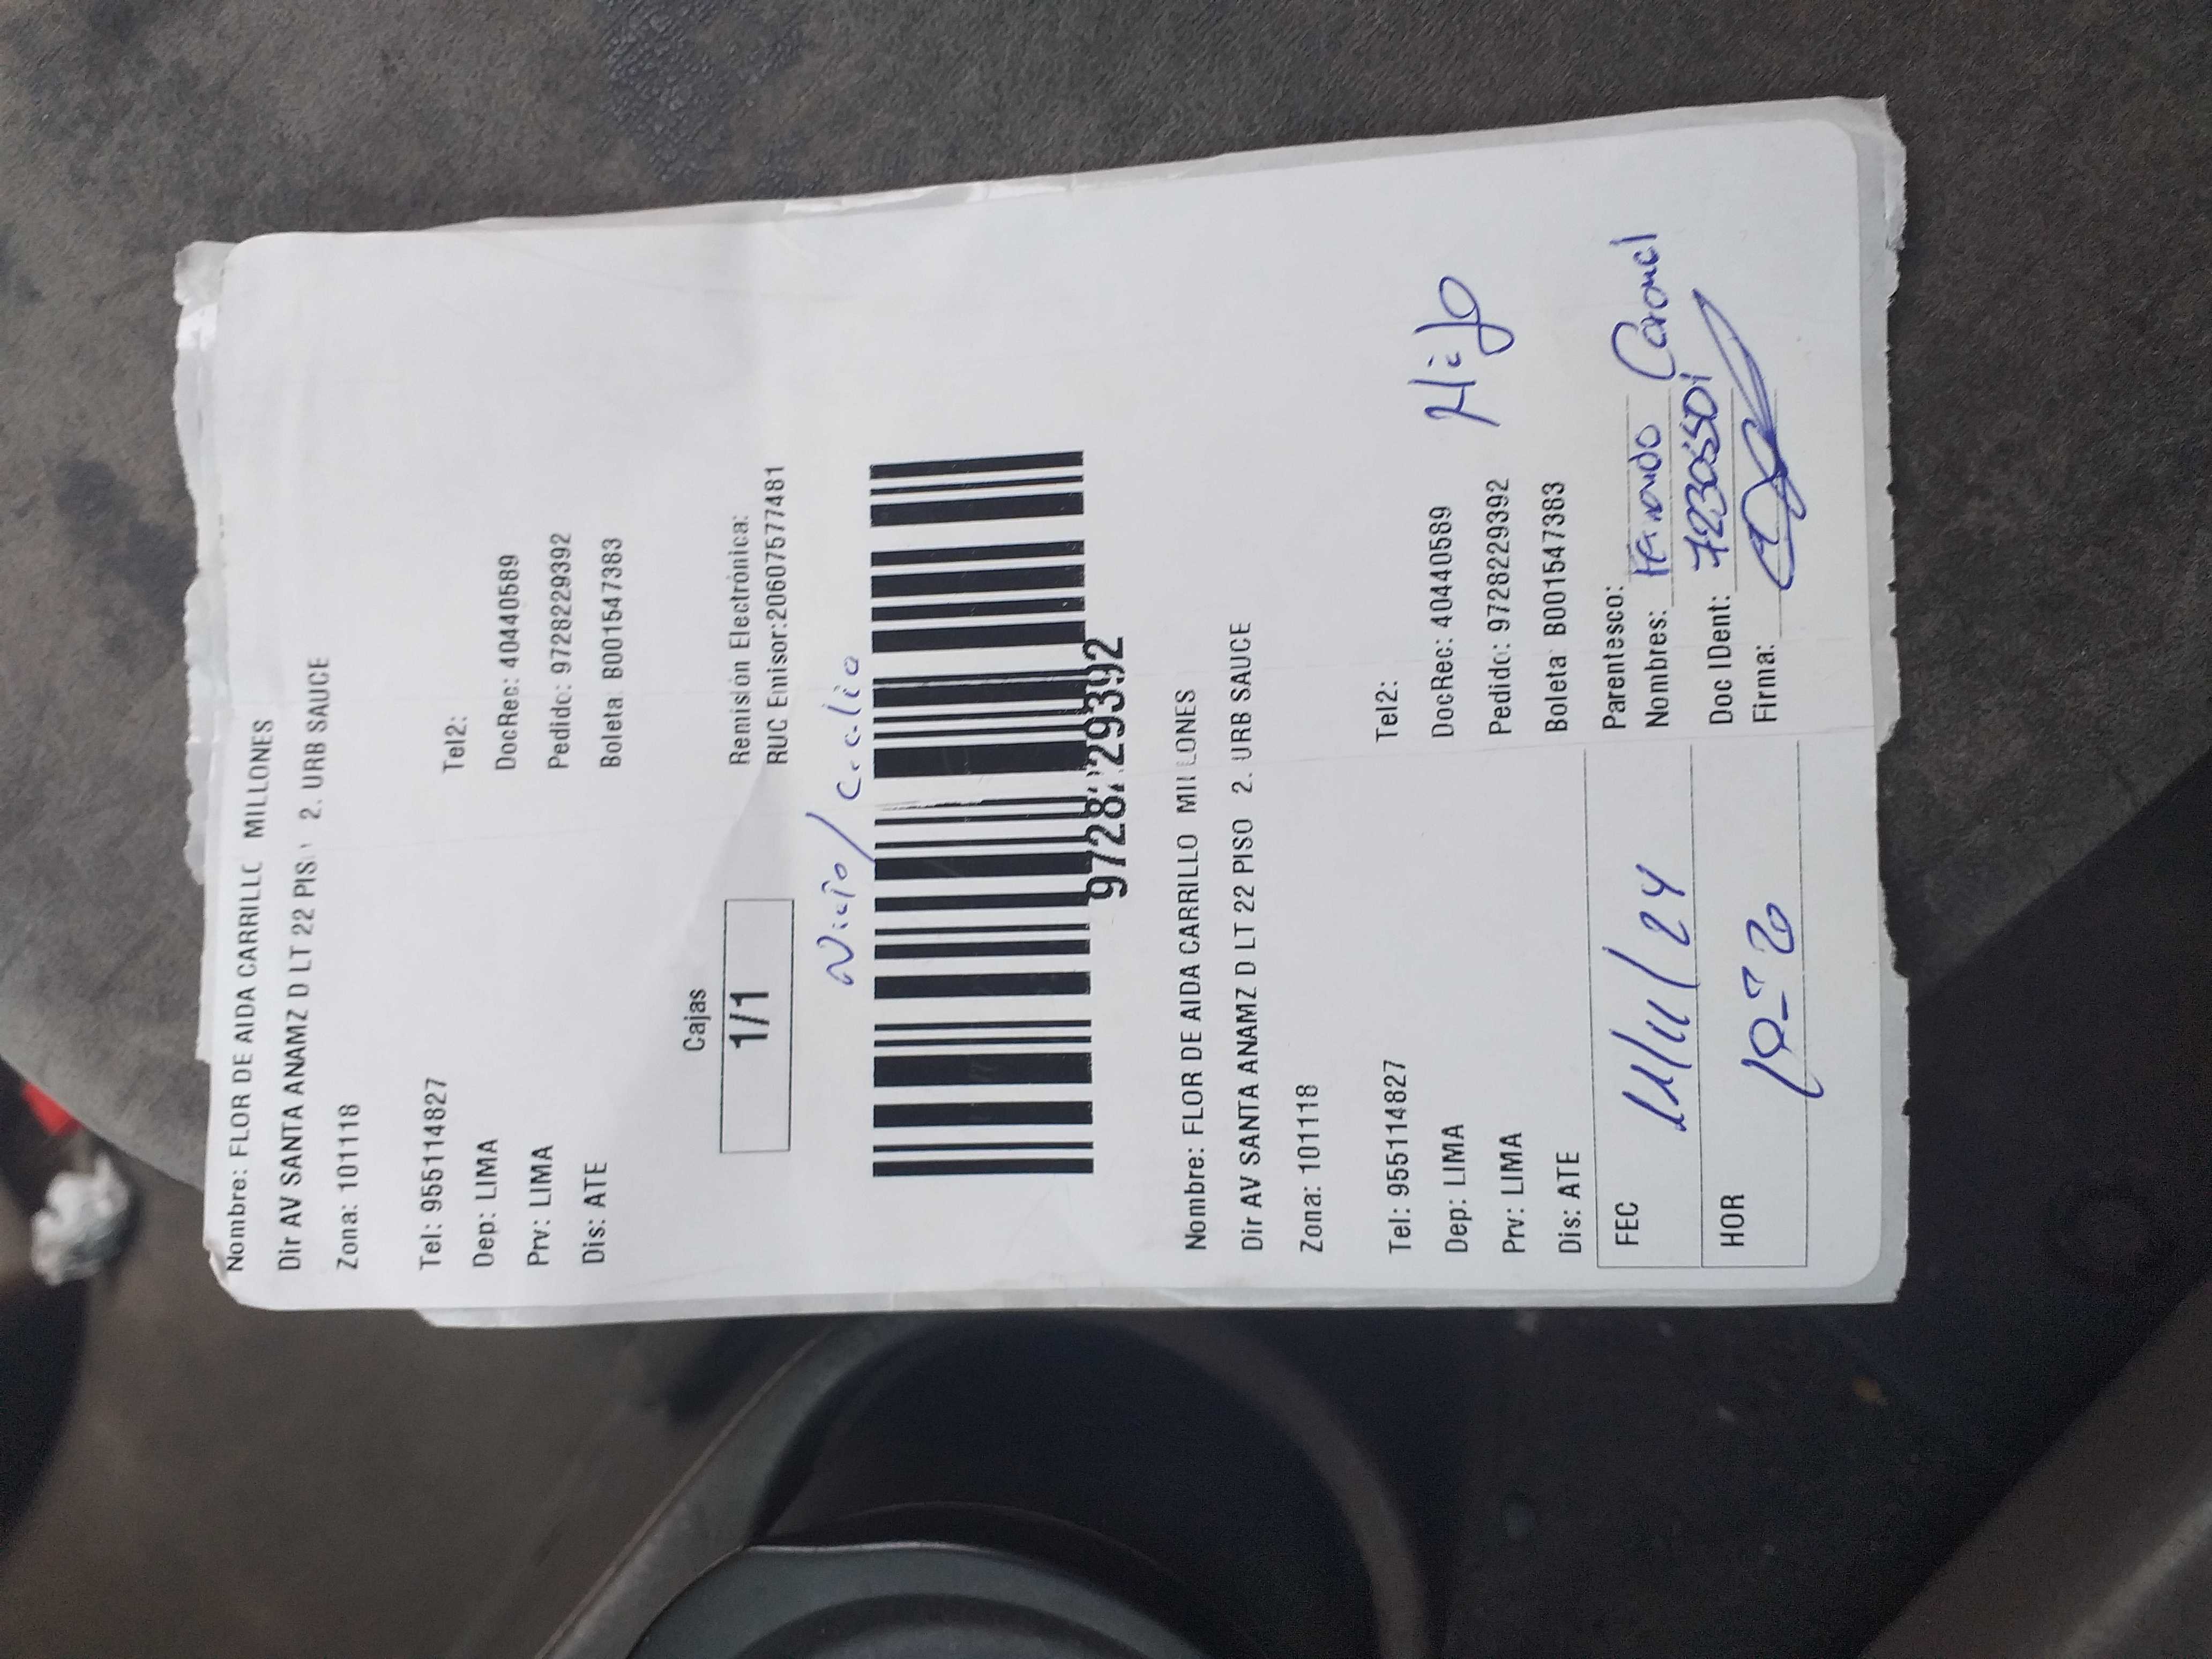 Nombre: FLOR DE AIDA CARRILLO MILLONES
Dir AV SANTA ANAMZ D LT 22 PISO 2. URB SAUCE
Zona: 101118
Tel: 955114827 Tel2:
Dep: LIMA DocRec: 40440589
Prv: LIMA Pedido: 9728229392
Dis: ATE Boleta: B001547383
Cajas
1/1
Remisión Electrónica:
RUC Emisor:20607577481
9728229392
Nombre: FLOR DE AIDA CARRILLO MILLONES
Dir AV SANTA ANAMZ D LT 22 PISO 2. URB SAUCE
Zona: 101118
Tel: 955114827 Tel2:
Dep: LIMA DocRec: 40440589
Prv: LIMA Pedido: 9728229392
Hijo
Dis: ATE Boleta: B001547383
FEC Parentesco:
Nombres: Fernando
HOR Doc IDent:
Firma: